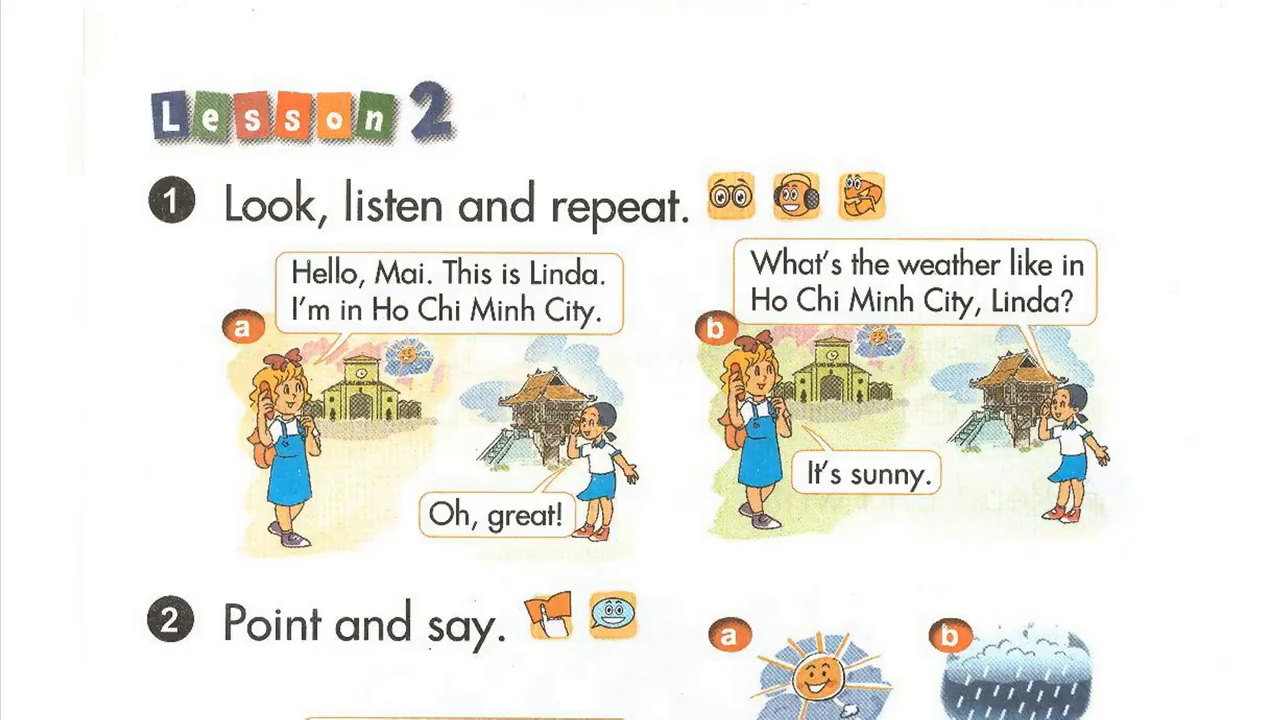 Lesson 2
1 Look, listen and repeat.
a
Hello, Mai. This is Linda.
I'm in Ho Chi Minh City.
Oh, great!
b
What's the weather like in
Ho Chi Minh City, Linda?
It's sunny.
2 Point and say.
a
b